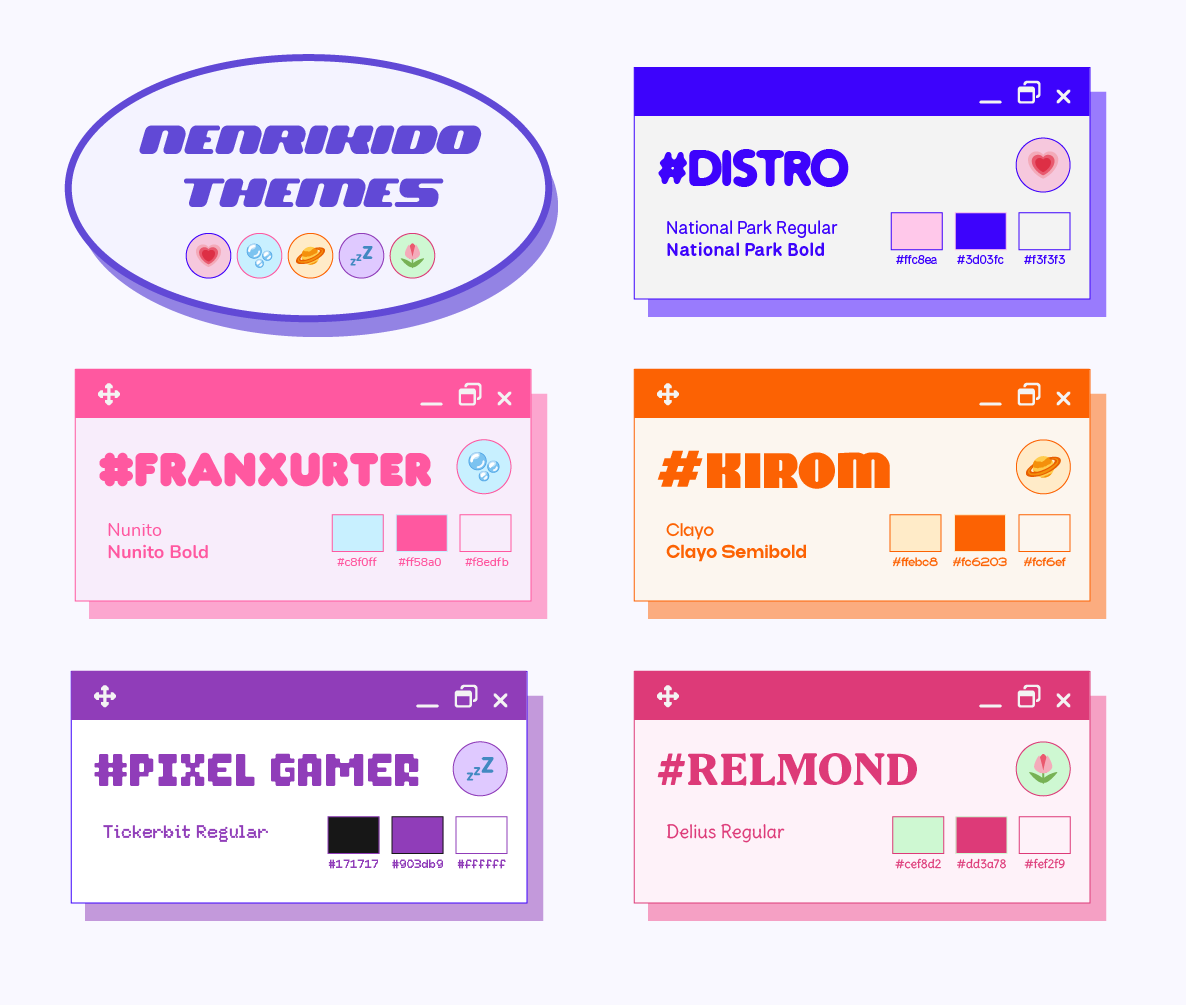 NENRIKIDO
THEMES
zzZ
#DISTRO
National Park Regular
National Park Bold
#ffc8ea #3d03fc #f3f3f3
#FRANXURTER
Nunito
Nunito Bold
#c8f0ff #ff58a0 #f8edfb
#KIROM
Clayo
Clayo Semibold
#ffebc8 #fc6203 #fcf6ef
#PIXEL GAMER
zzZ
Tickerbit Regular
#171717 #903db9 #ffffff
#RELMOND
Delius Regular
#cef8d2 #dd3a78 #fef2f9